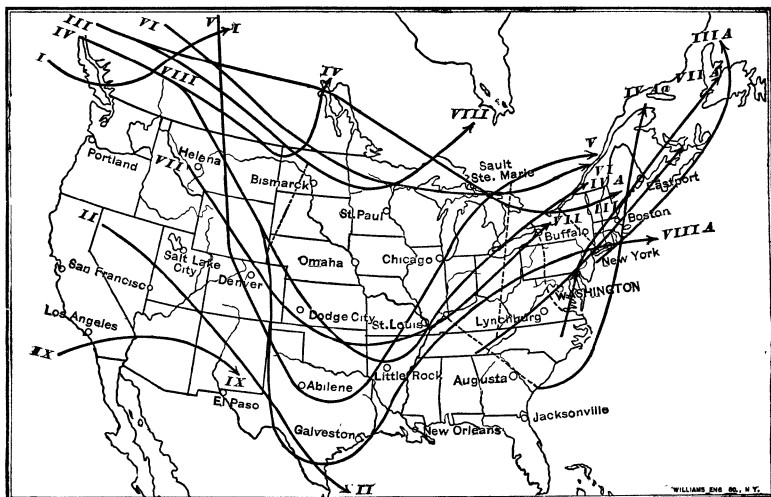 III
VI
V
I
III A
IV
I
VIII
IV
VII A
IV Aa
VIII
Portland
Helena
VII
Bismarck
Sault
Ste. Marie
V
VI
IV A
III
Eastport
St. Paul
VII
Buffalo
Boston
VIII A
II
Salt Lake
City
Omaha
Chicago
New York
San Francisco
Denver
WASHINGTON
Los Angeles
Dodge City
St. Louis
Lynchburg
IX
IX
Abilene
Little Rock
Augusta
El Paso
Galveston
New Orleans
Jacksonville
II
WILLIAMS ENG CO., N.Y.